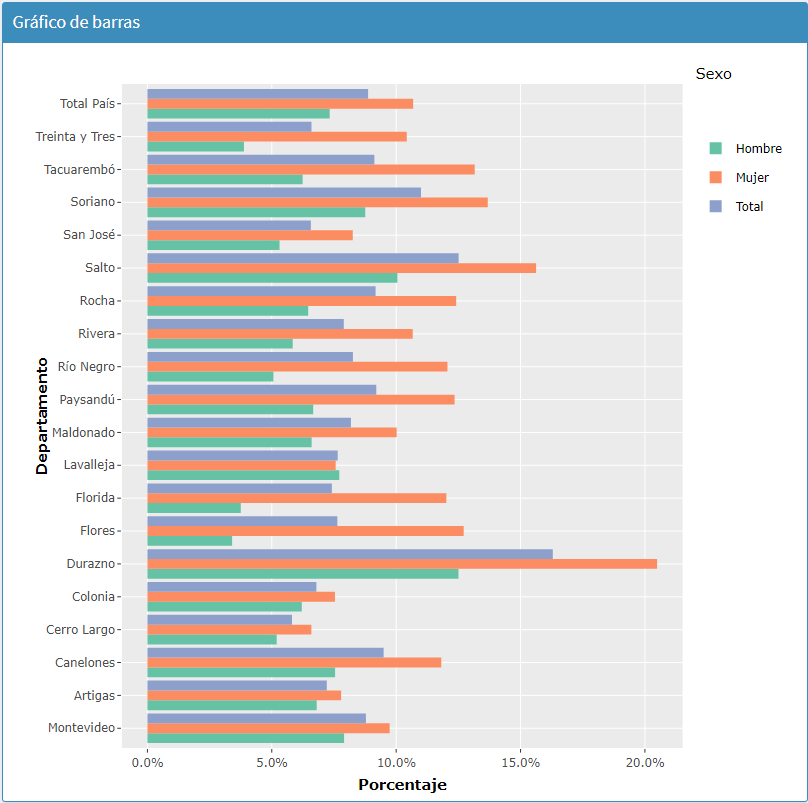 Gráfico de barras
Sexo
Hombre
Mujer
Total
Departamento
Total País
Treinta y Tres
Tacuarembó
Soriano
San José
Salto
Rocha
Rivera
Río Negro
Paysandú
Maldonado
Lavalleja
Florida
Flores
Durazno
Colonia
Cerro Largo
Canelones
Artigas
Montevideo
0.0% 5.0% 10.0% 15.0% 20.0%
Porcentaje